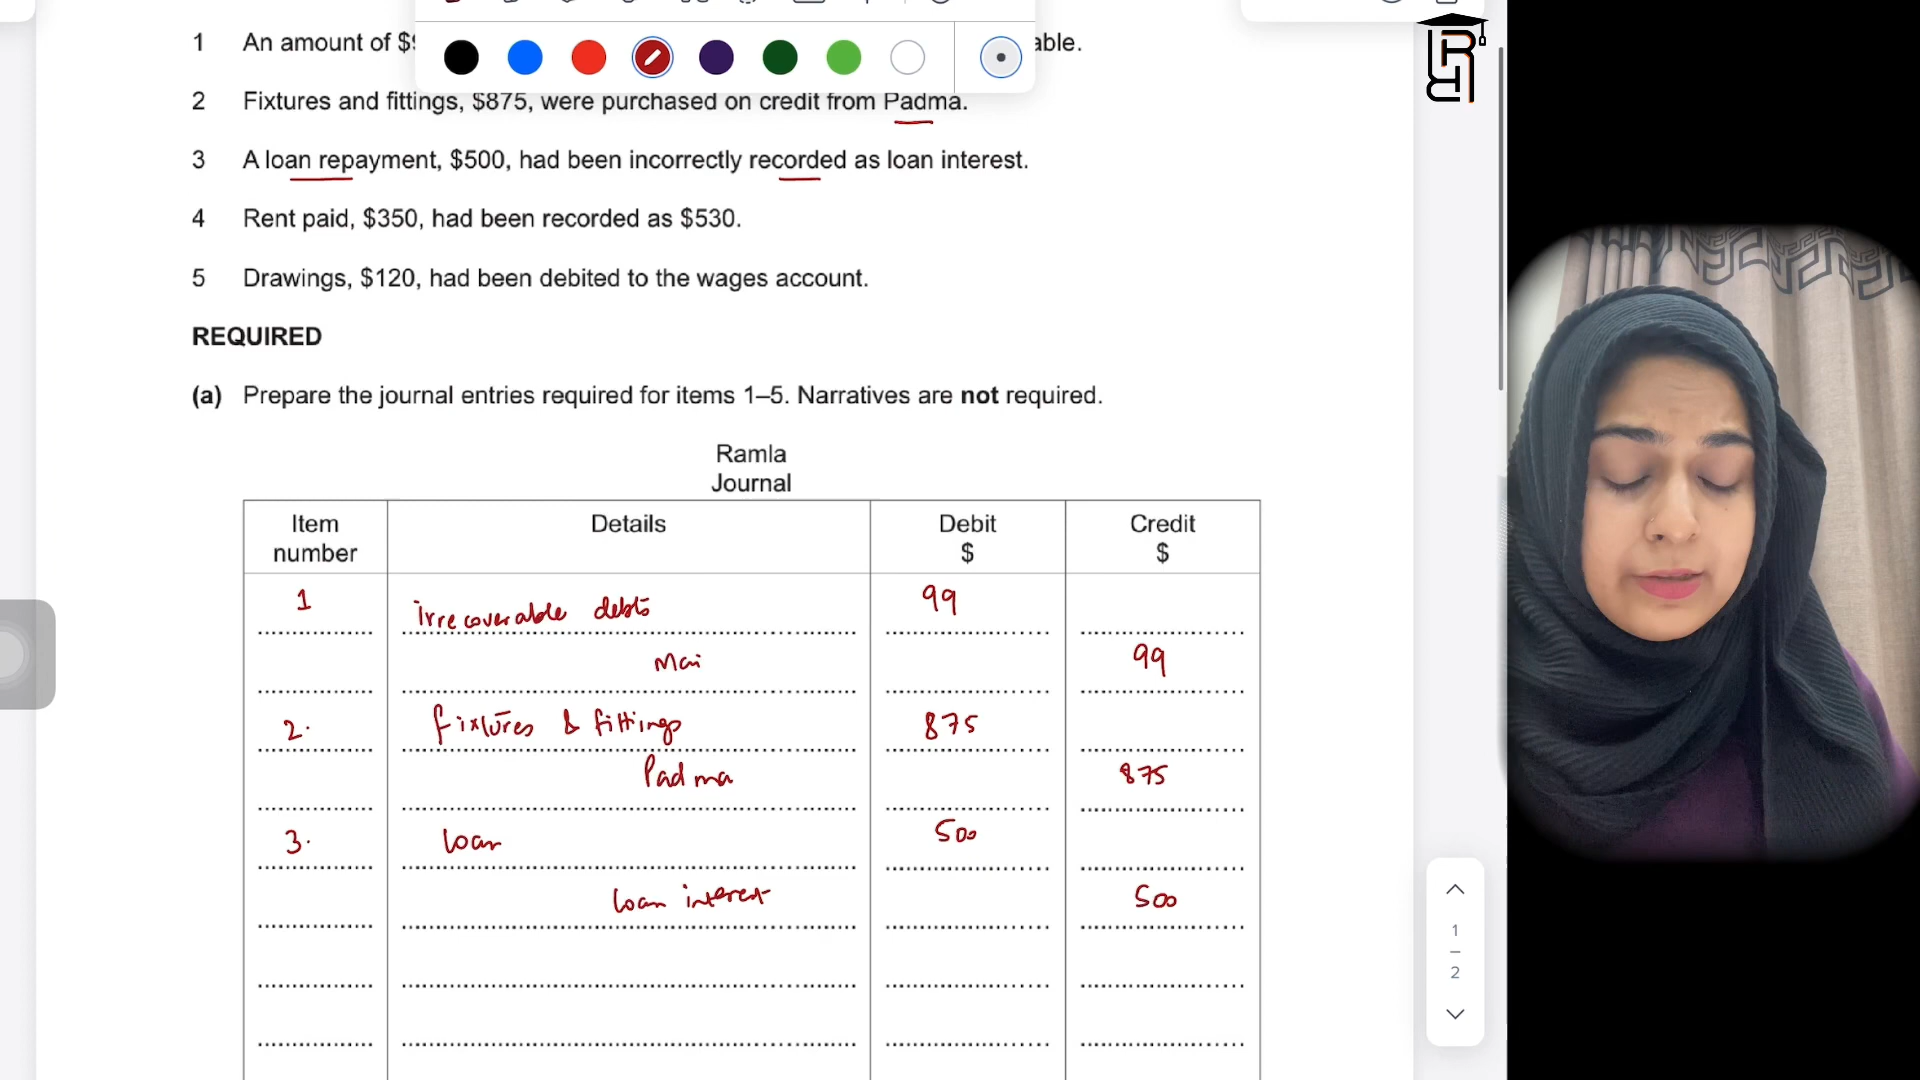 1 An amount of $ able.
2 Fixtures and fittings, $875, were purchased on credit from Padma.
3 A loan repayment, $500, had been incorrectly recorded as loan interest.
4 Rent paid, $350, had been recorded as $530.
5 Drawings, $120, had been debited to the wages account.
REQUIRED
(a) Prepare the journal entries required for items 1–5. Narratives are not required.
Ramla
Journal
Item number Details Debit $ Credit $
1 irrecoverable debts 99
Mai 99
2. fixtures & fittings 875
Padma 875
3. loan 500
loan interest 500
1
2